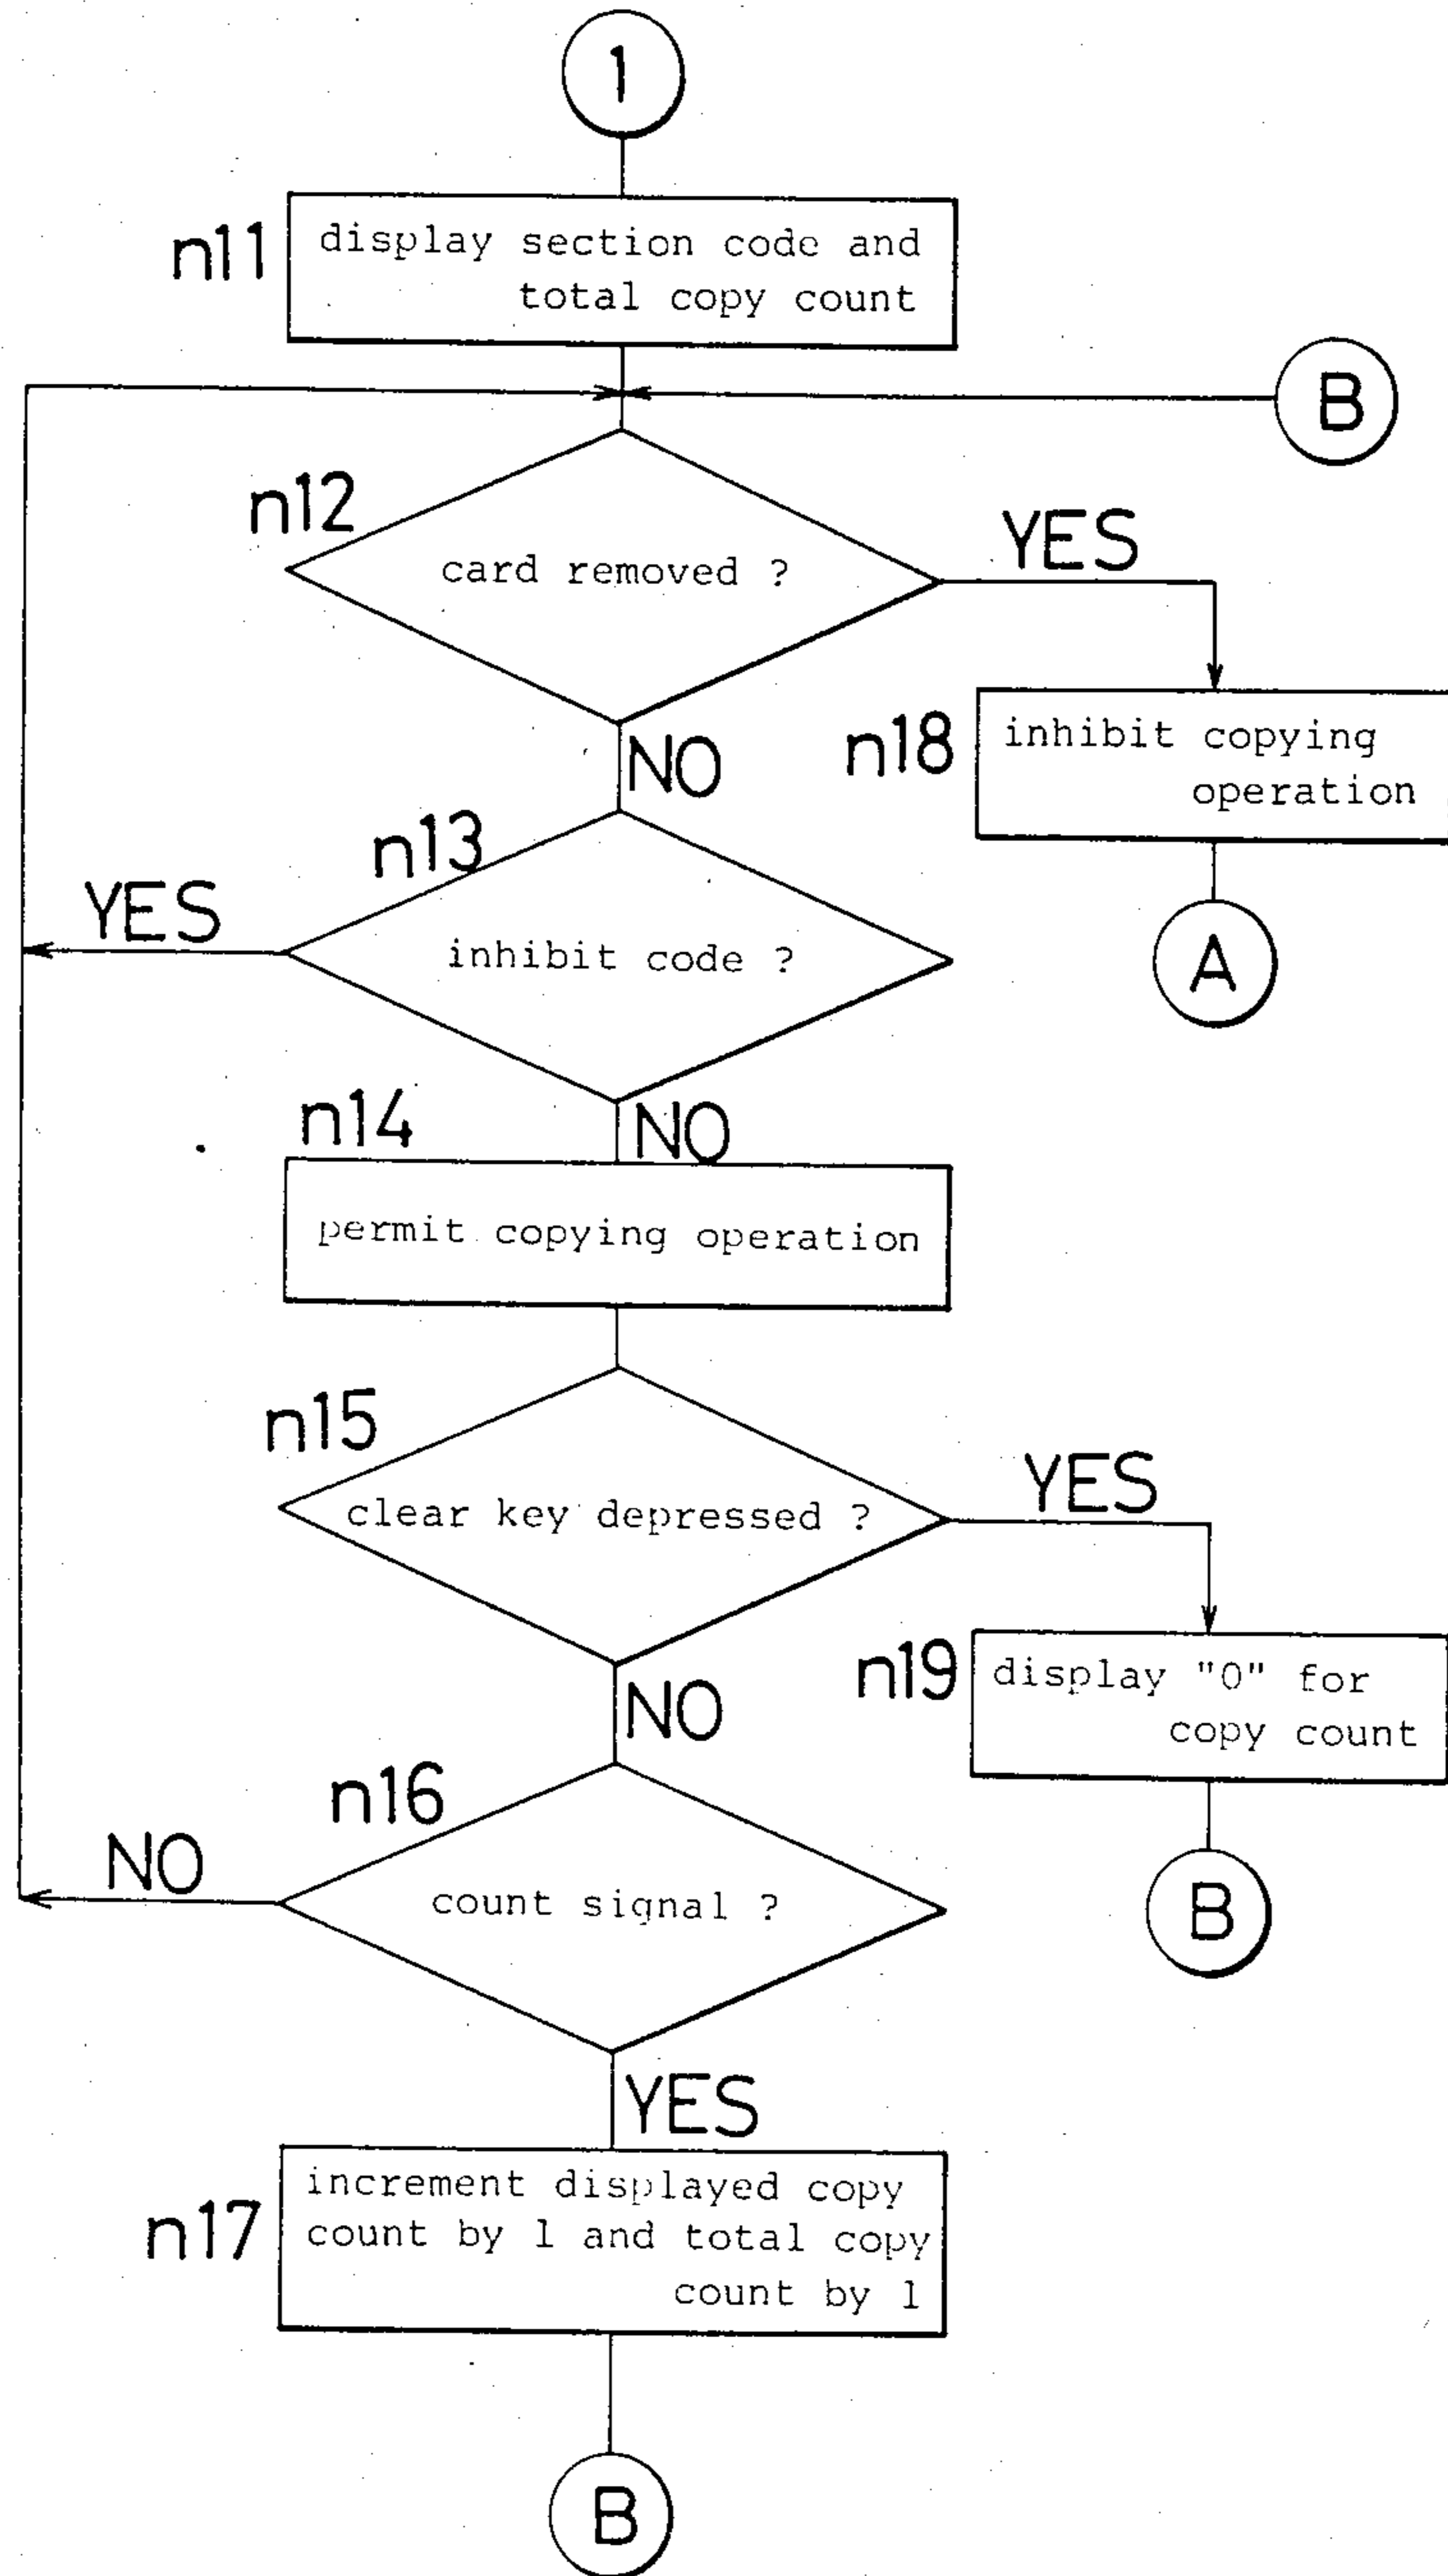 1
n11
display section code and
total copy count
B
n12
card removed ?
YES
NO
n18
inhibit copying
operation
A
n13
inhibit code ?
YES
NO
n14
permit copying operation
n15
clear key depressed ?
YES
NO
n19
display "0" for
copy count
B
n16
count signal ?
NO
YES
n17
increment displayed copy
count by 1 and total copy
count by 1
B